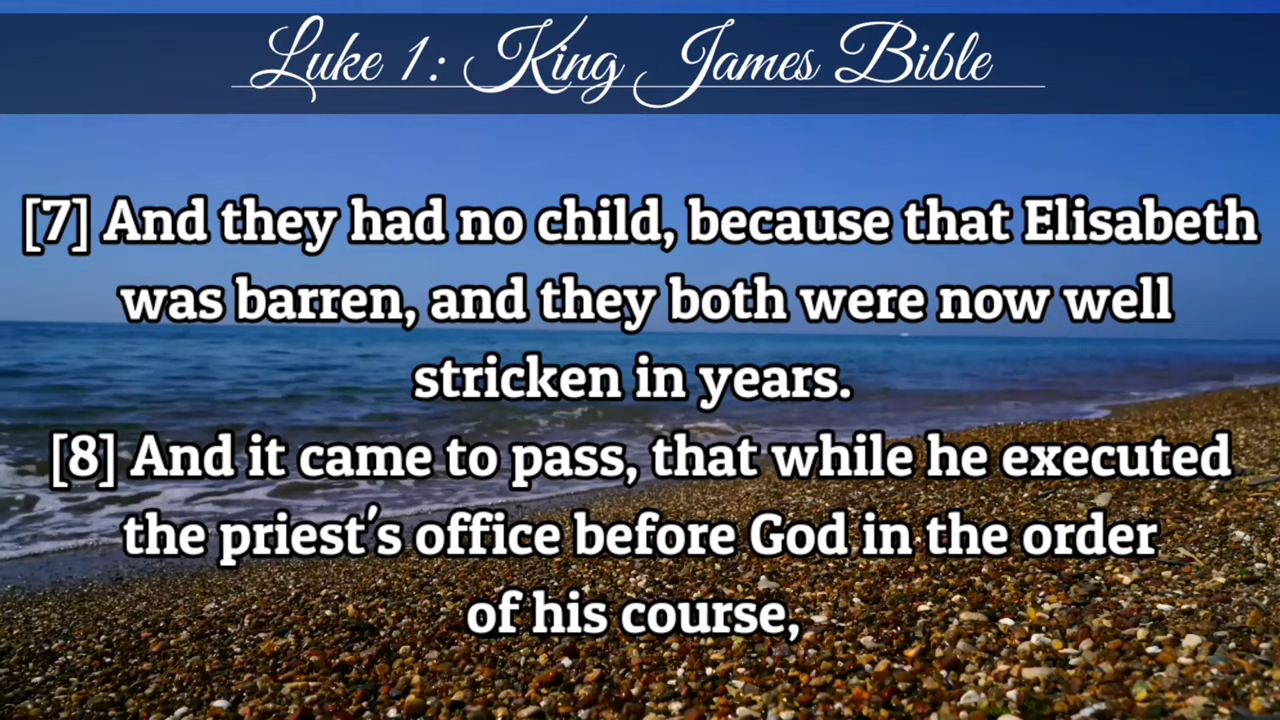 Luke 1: King James Bible
[7] And they had no child, because that Elisabeth
was barren, and they both were now well
stricken in years.
[8] And it came to pass, that while he executed
the priest's office before God in the order
of his course,